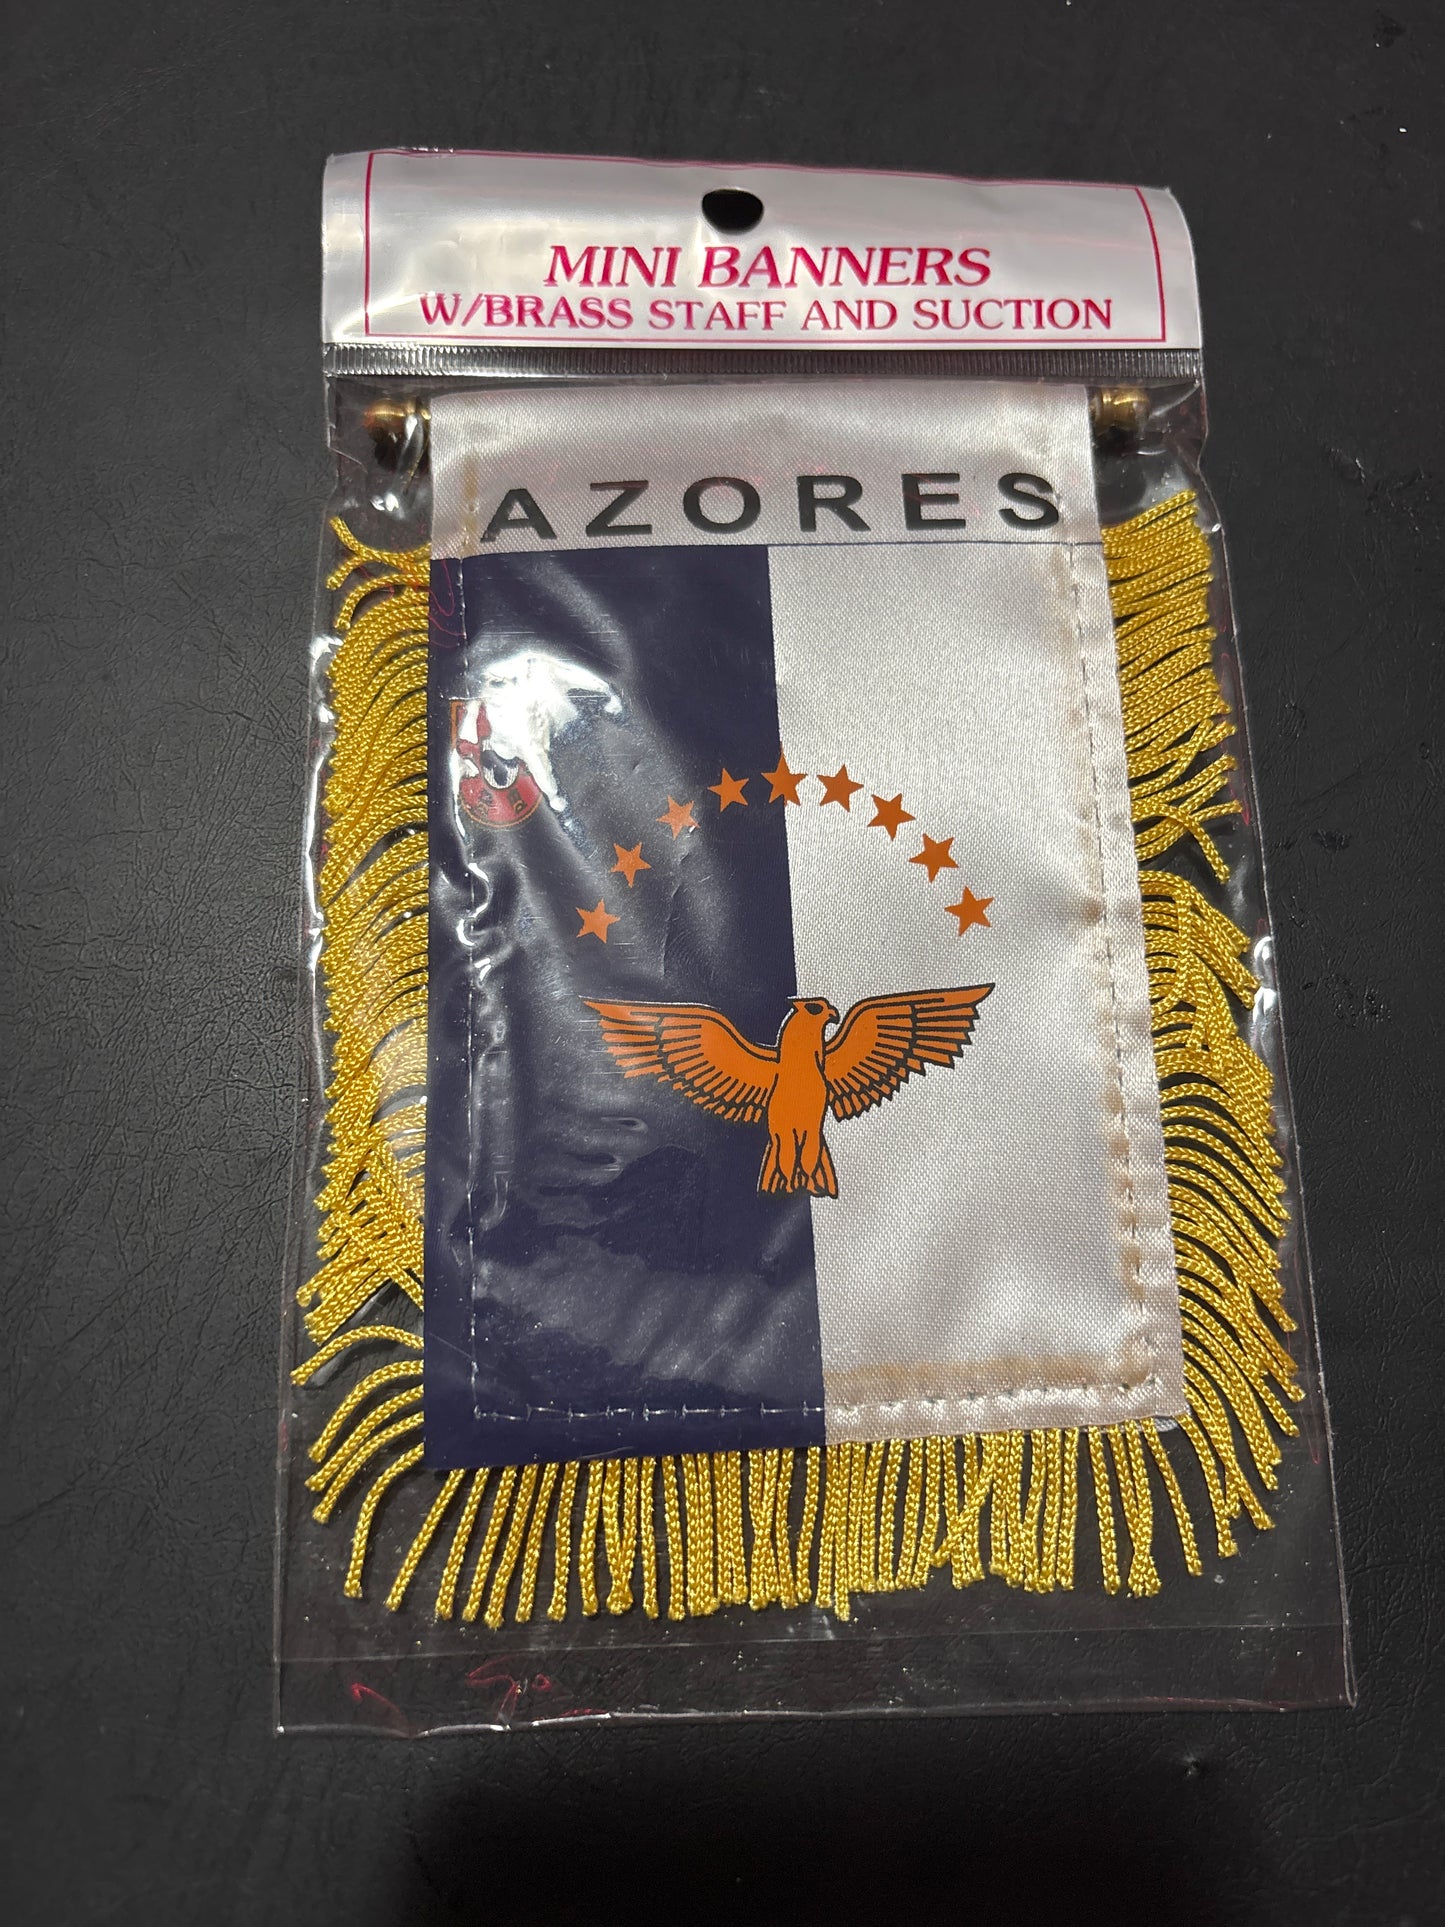 MINI BANNERS
W/BRASS STAFF AND SUCTION
AZORES